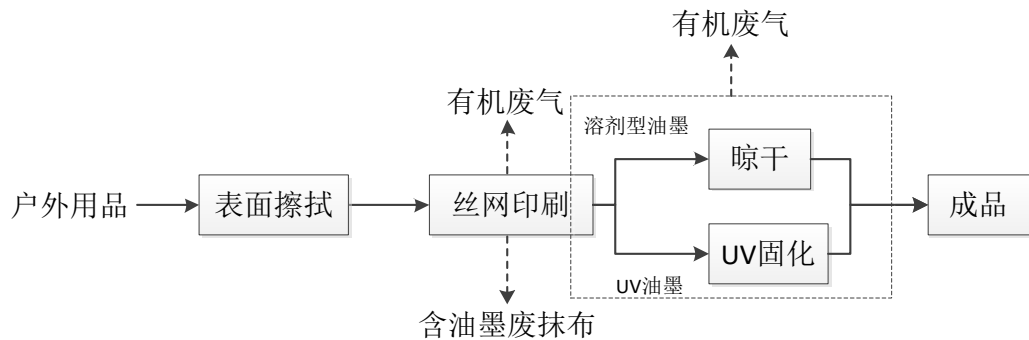 有机废气
有机废气
溶剂型油墨
晾干
户外用品
表面擦拭
丝网印刷
成品
UV固化
UV油墨
含油墨废抹布